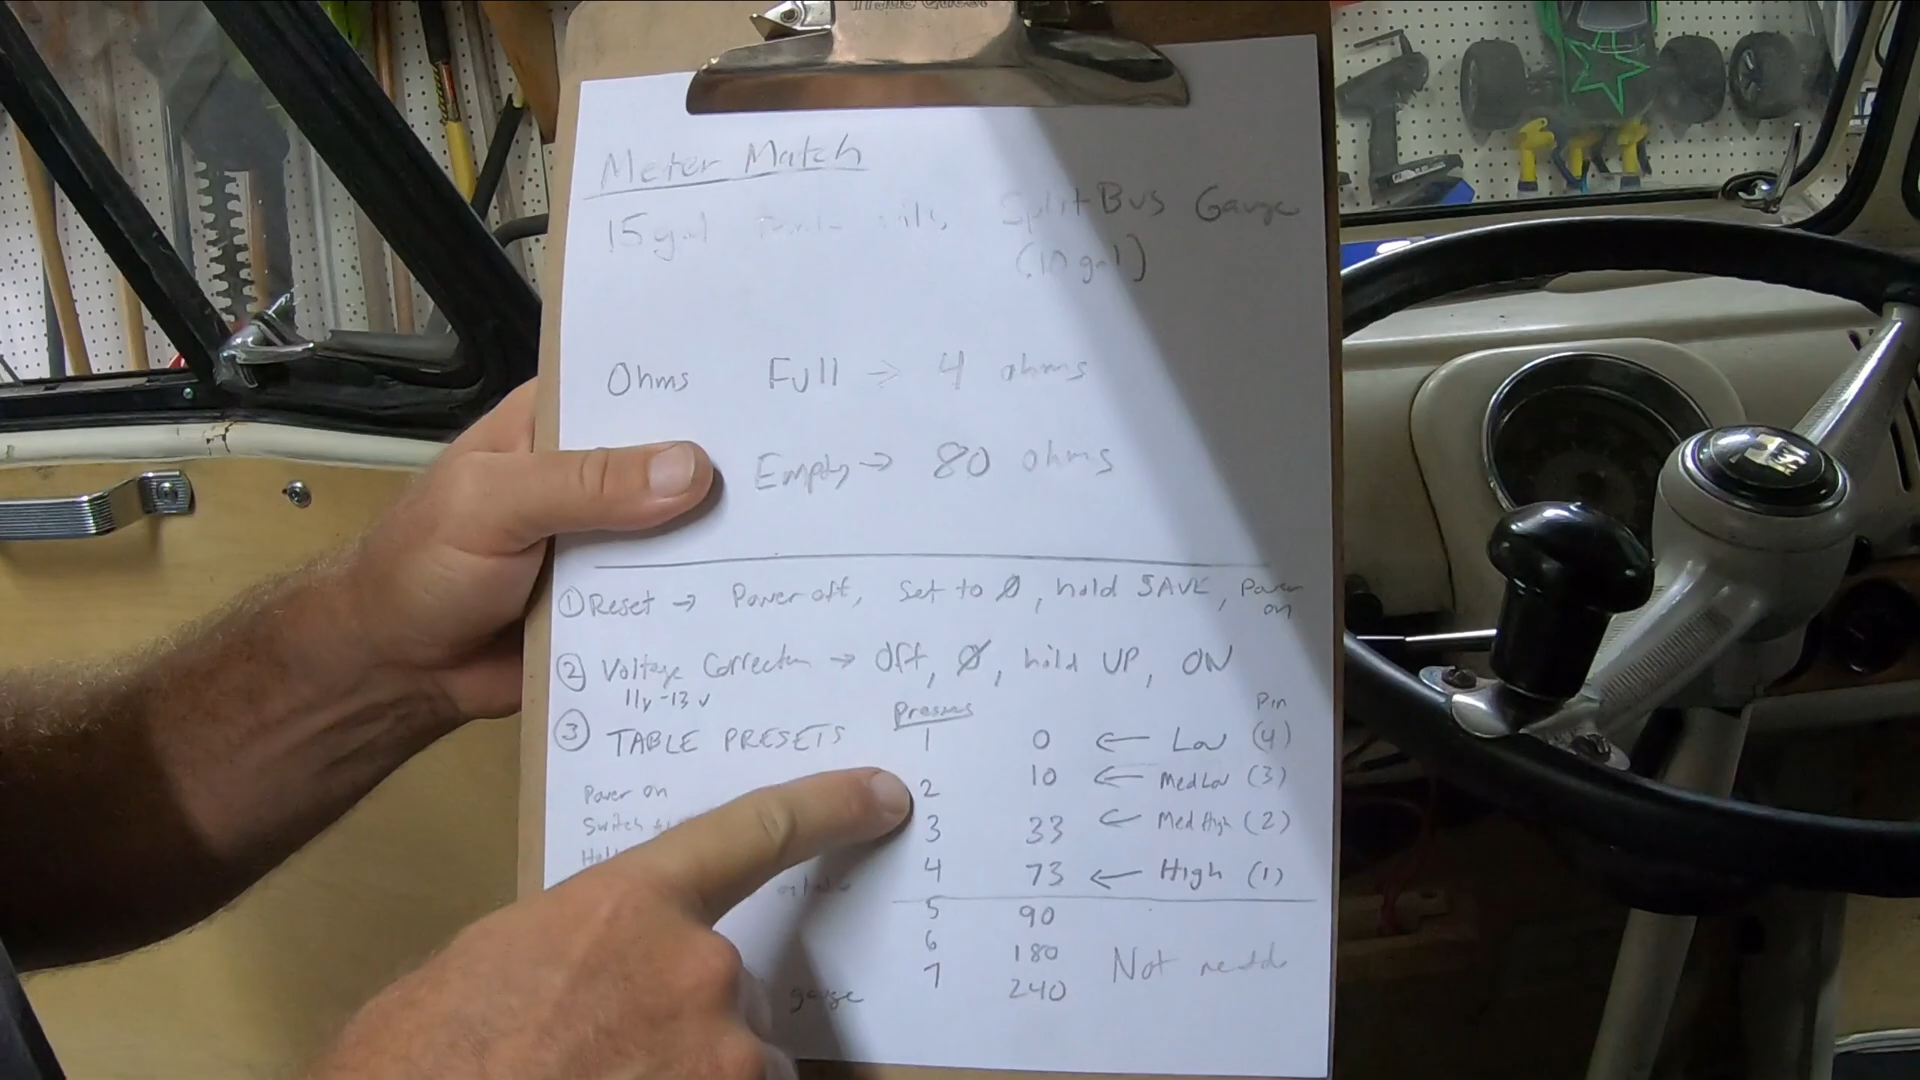 Meter Match
15 gal Split Bus Gauge
(10 gal)
Ohms Full → 4 ohms
Empty → 80 ohms
① Reset → Power off, Set to Ø, hold SAVE, Power on
② Voltage Correction → Off, Ø, hold UP, ON
11v-13v
Presses Pin
③ TABLE PRESETS 1 0 ← Low (4)
Power on 2 10 ← Med Low (3)
Switch 3 33 ← Med High (2)
4 73 ← High (1)
5 90
6 180 Not
7 240
gauge